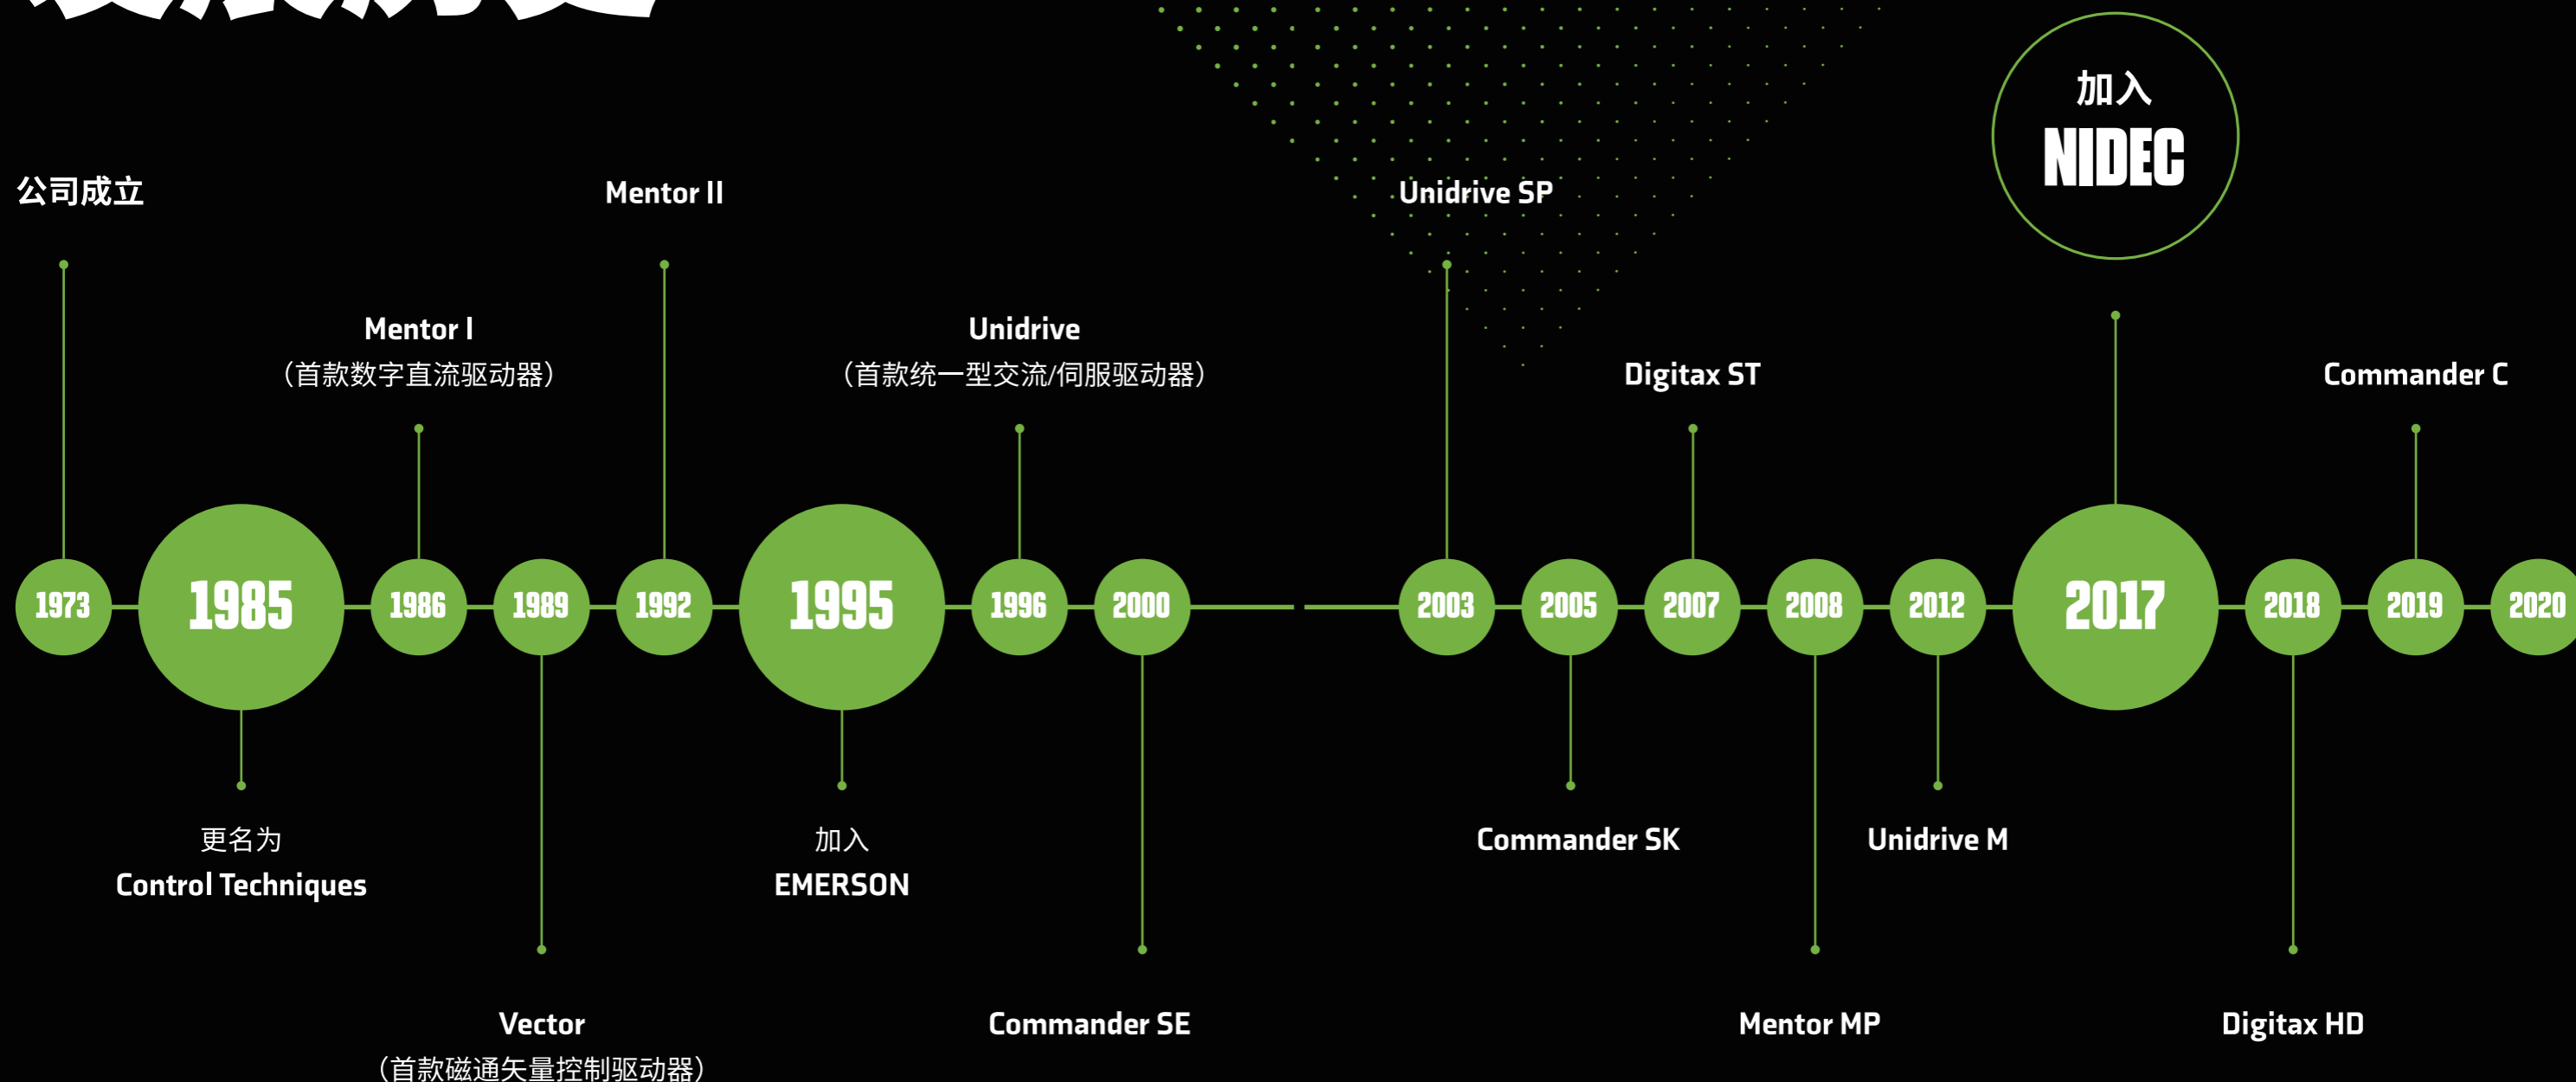 公司成立
Mentor II
Unidrive SP
加入
NIDEC
Mentor I
（首款数字直流驱动器）
Unidrive
（首款统一型交流/伺服驱动器）
Digitax ST
Commander C
1973
1985
1986
1989
1992
1995
1996
2000
2003
2005
2007
2008
2012
2017
2018
2019
2020
更名为
Control Techniques
加入
EMERSON
Commander SK
Unidrive M
Vector
（首款磁通矢量控制驱动器）
Commander SE
Mentor MP
Digitax HD